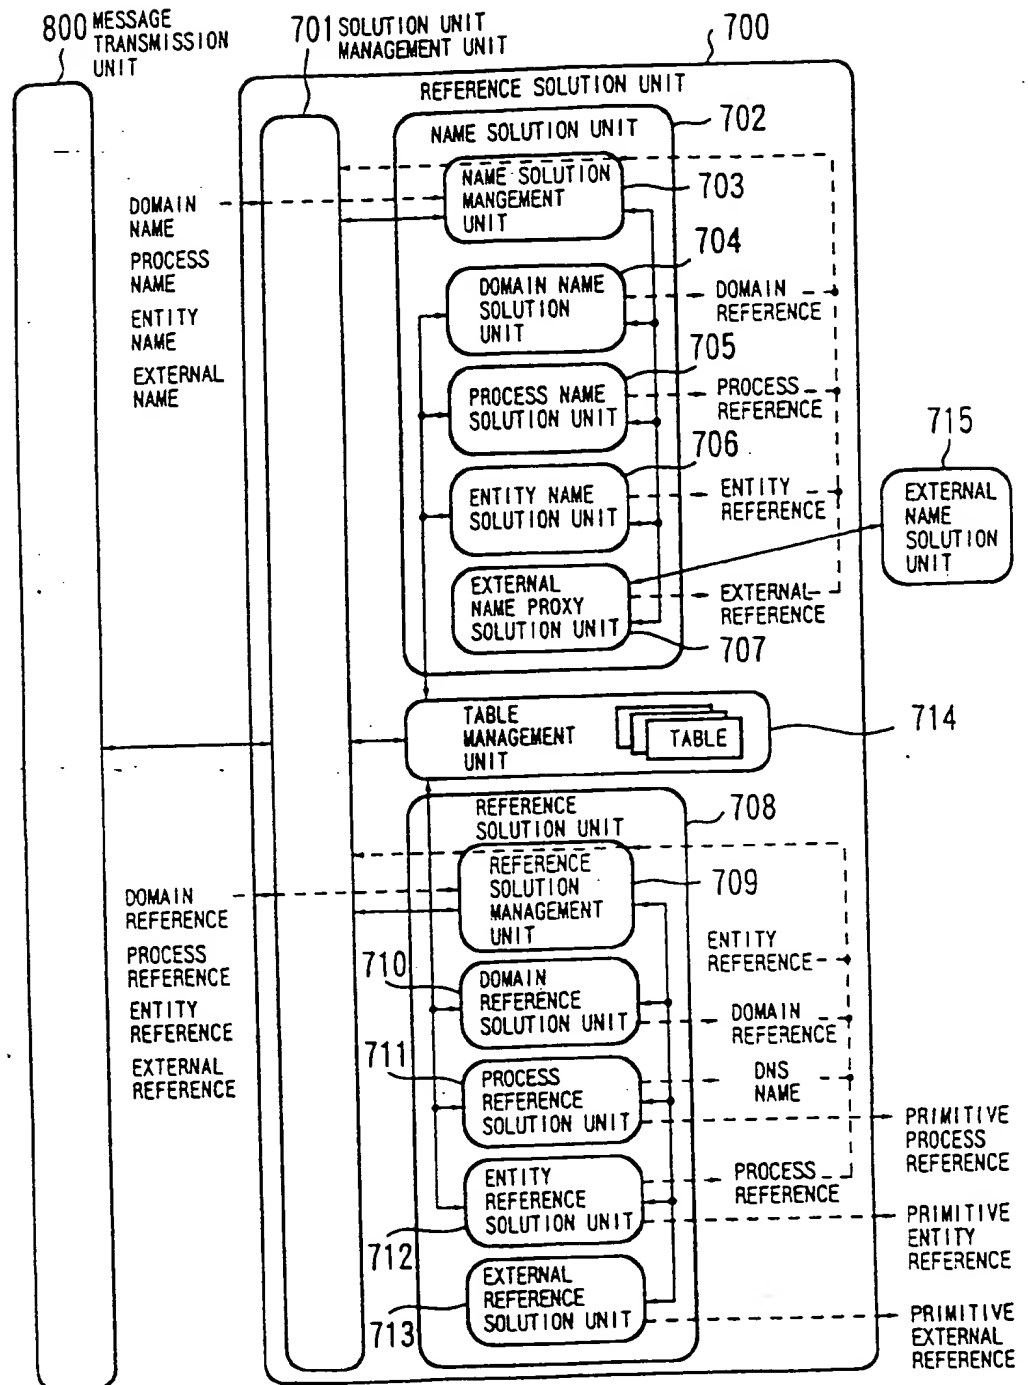 800 MESSAGE
TRANSMISSION
UNIT
701 SOLUTION UNIT
MANAGEMENT UNIT
700
REFERENCE SOLUTION UNIT
NAME SOLUTION UNIT
702
NAME SOLUTION
MANGEMENT
UNIT
703
DOMAIN
NAME
PROCESS
NAME
ENTITY
NAME
EXTERNAL
NAME
704
DOMAIN NAME
SOLUTION
UNIT
DOMAIN
REFERENCE
705
PROCESS NAME
SOLUTION UNIT
PROCESS
REFERENCE
706
ENTITY NAME
SOLUTION UNIT
ENTITY
REFERENCE
715
EXTERNAL
NAME
SOLUTION
UNIT
EXTERNAL
NAME PROXY
SOLUTION UNIT
EXTERNAL
REFERENCE
707
TABLE
MANAGEMENT
UNIT
TABLE
714
REFERENCE
SOLUTION UNIT
708
REFERENCE
SOLUTION
MANAGEMENT
UNIT
709
DOMAIN
REFERENCE
PROCESS
REFERENCE
ENTITY
REFERENCE
EXTERNAL
REFERENCE
ENTITY
REFERENCE
710
DOMAIN
REFERENCE
SOLUTION UNIT
DOMAIN
REFERENCE
711
PROCESS
REFERENCE
SOLUTION UNIT
DNS
NAME
PRIMITIVE
PROCESS
REFERENCE
ENTITY
REFERENCE
SOLUTION UNIT
PROCESS
REFERENCE
712
PRIMITIVE
ENTITY
REFERENCE
EXTERNAL
REFERENCE
SOLUTION UNIT
713
PRIMITIVE
EXTERNAL
REFERENCE